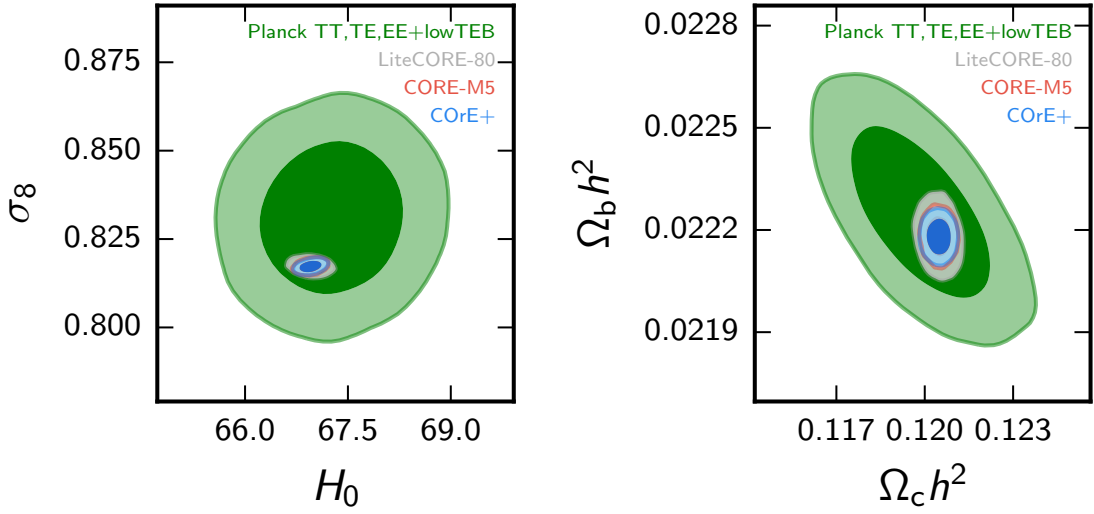 Planck TT,TE,EE+lowTEB
LiteCORE-80
CORE-M5
COrE+
0.875
0.850
0.825
0.800
σ8
66.0 67.5 69.0
H0
Planck TT,TE,EE+lowTEB
LiteCORE-80
CORE-M5
COrE+
0.0228
0.0225
0.0222
0.0219
Ωbh²
0.117 0.120 0.123
Ωch²